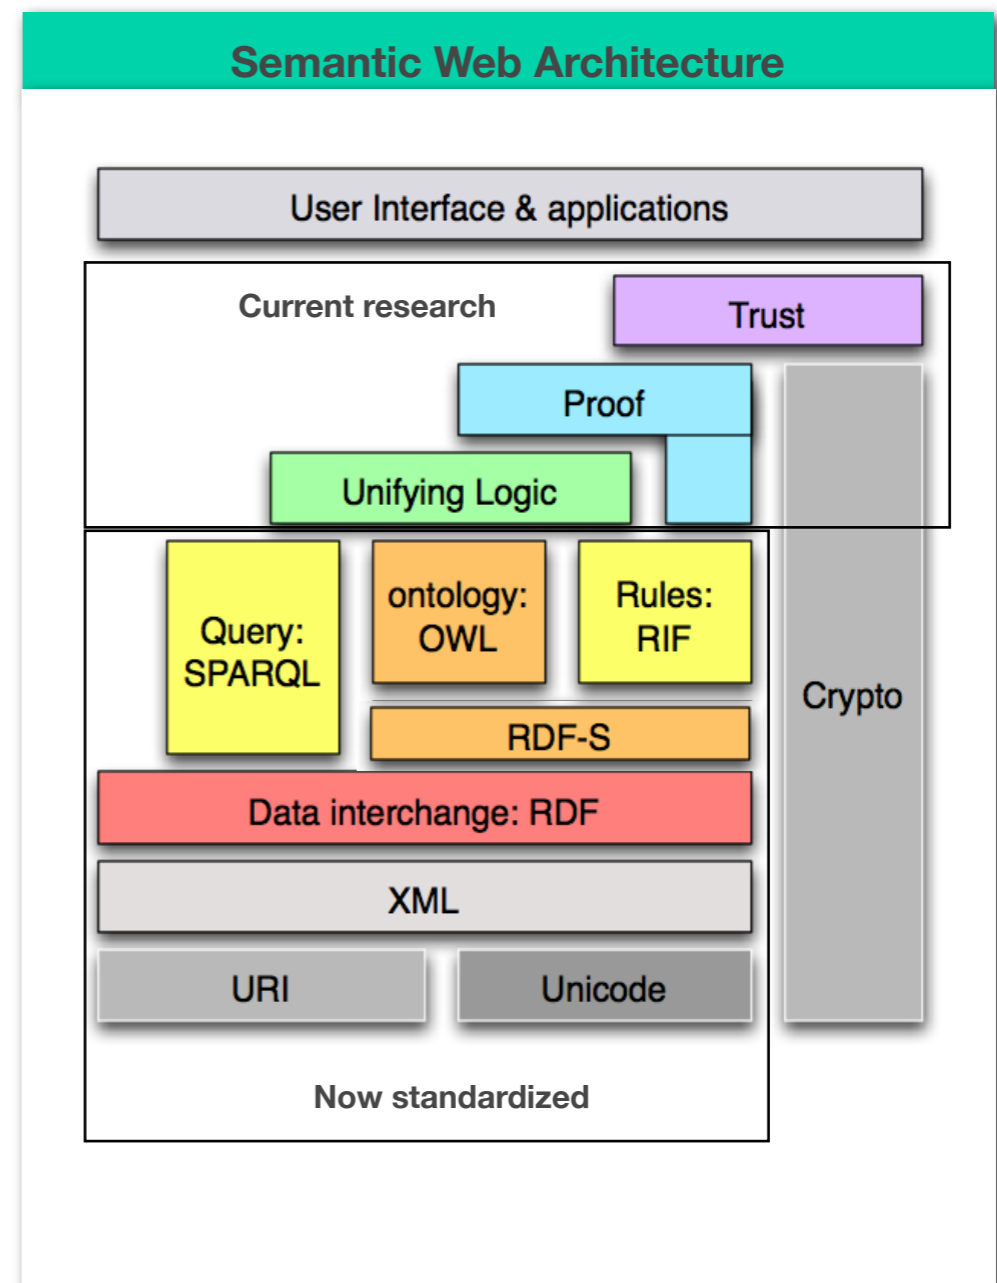 Semantic Web Architecture
User Interface & applications
Current research
Trust
Proof
Unifying Logic
Query:
SPARQL
ontology:
OWL
Rules:
RIF
Crypto
RDF-S
Data interchange: RDF
XML
URI
Unicode
Now standardized